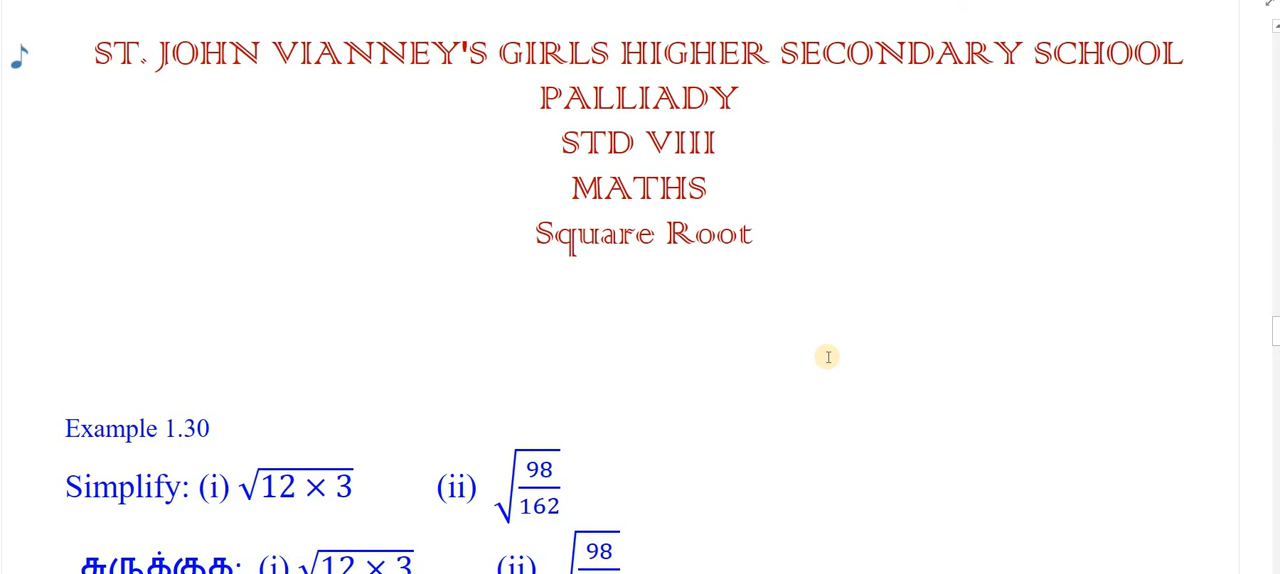 ST. JOHN VIANNEY'S GIRLS HIGHER SECONDARY SCHOOL
PALLIADY
STD VIII
MATHS
Square Root
Example 1.30
Simplify: (i) √12 × 3 (ii) √98/162
சுருக்குக: (i) √12 × 3 (ii) √98